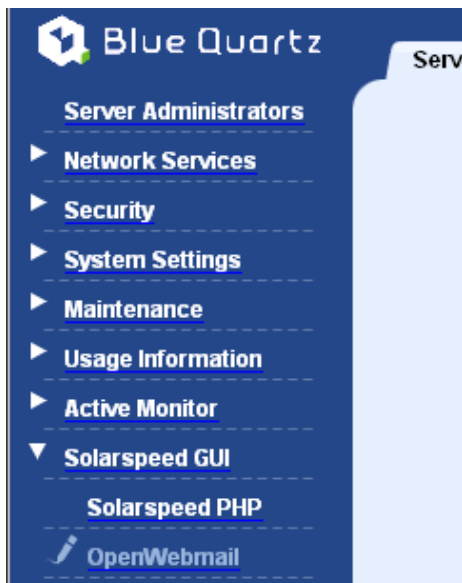 Blue Quartz
Serv
Server Administrators
Network Services
Security
System Settings
Maintenance
Usage Information
Active Monitor
Solarspeed GUI
Solarspeed PHP
OpenWebmail